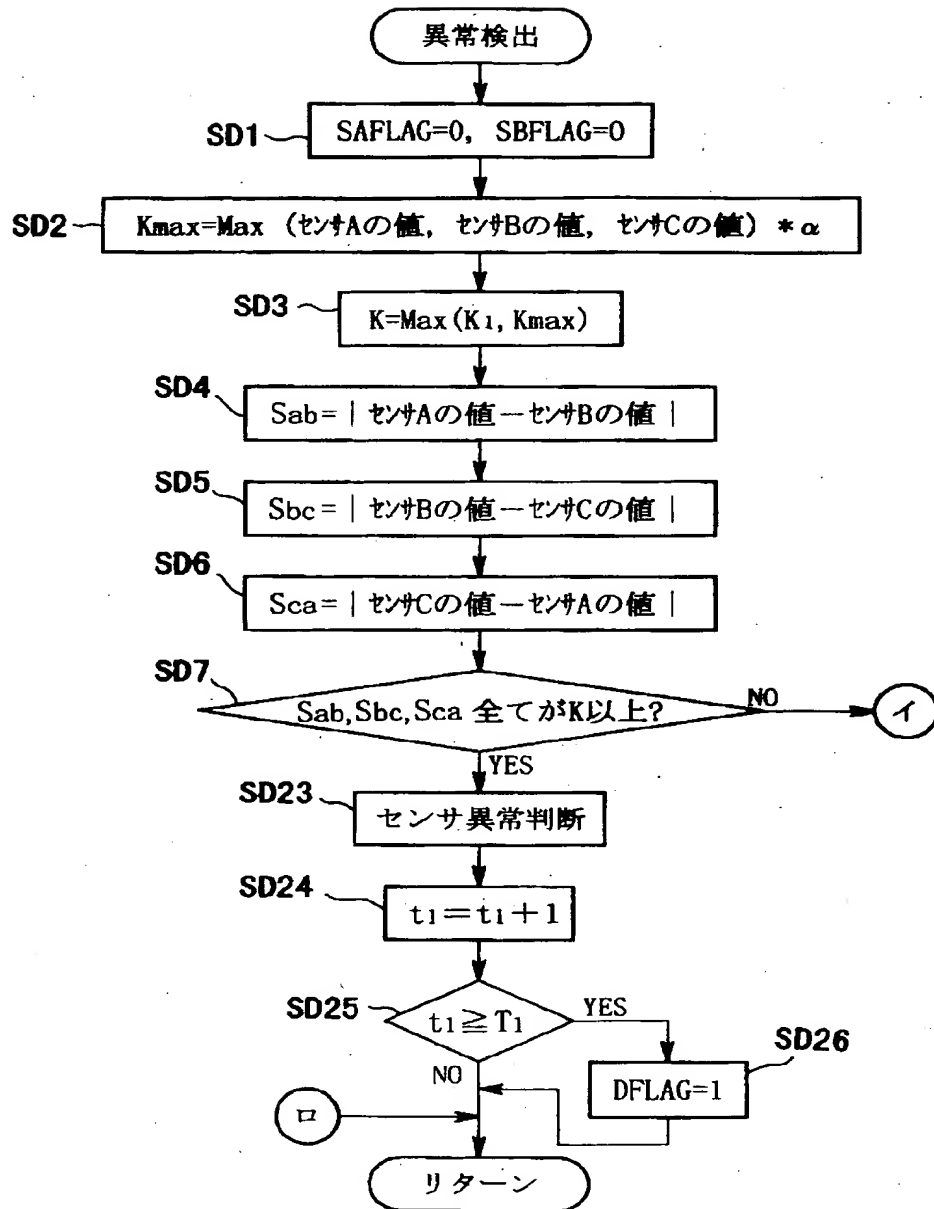 異常検出
SD1
SAFLAG=0, SBFLAG=0
SD2
Kmax=Max (センサAの値, センサBの値, センサCの値) *α
SD3
K=Max(K1, Kmax)
SD4
Sab=|センサAの値−センサBの値|
SD5
Sbc=|センサBの値−センサCの値|
SD6
Sca=|センサCの値−センサAの値|
SD7
Sab,Sbc,Sca 全てがK以上?
NO
イ
YES
SD23
センサ異常判断
SD24
t1=t1+1
SD25
t1≧T1
YES
SD26
DFLAG=1
NO
ロ
リターン